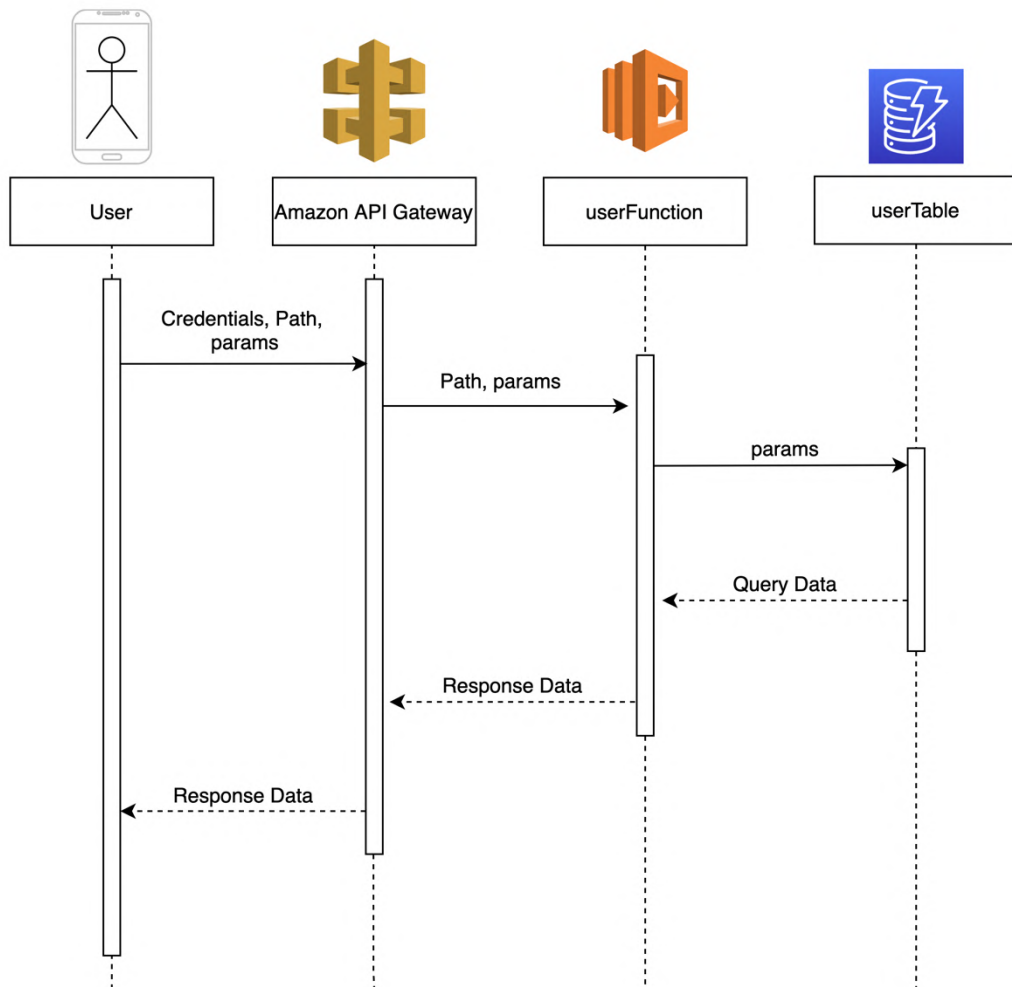 User
Amazon API Gateway
userFunction
userTable
Credentials, Path,
params
Path, params
params
Query Data
Response Data
Response Data